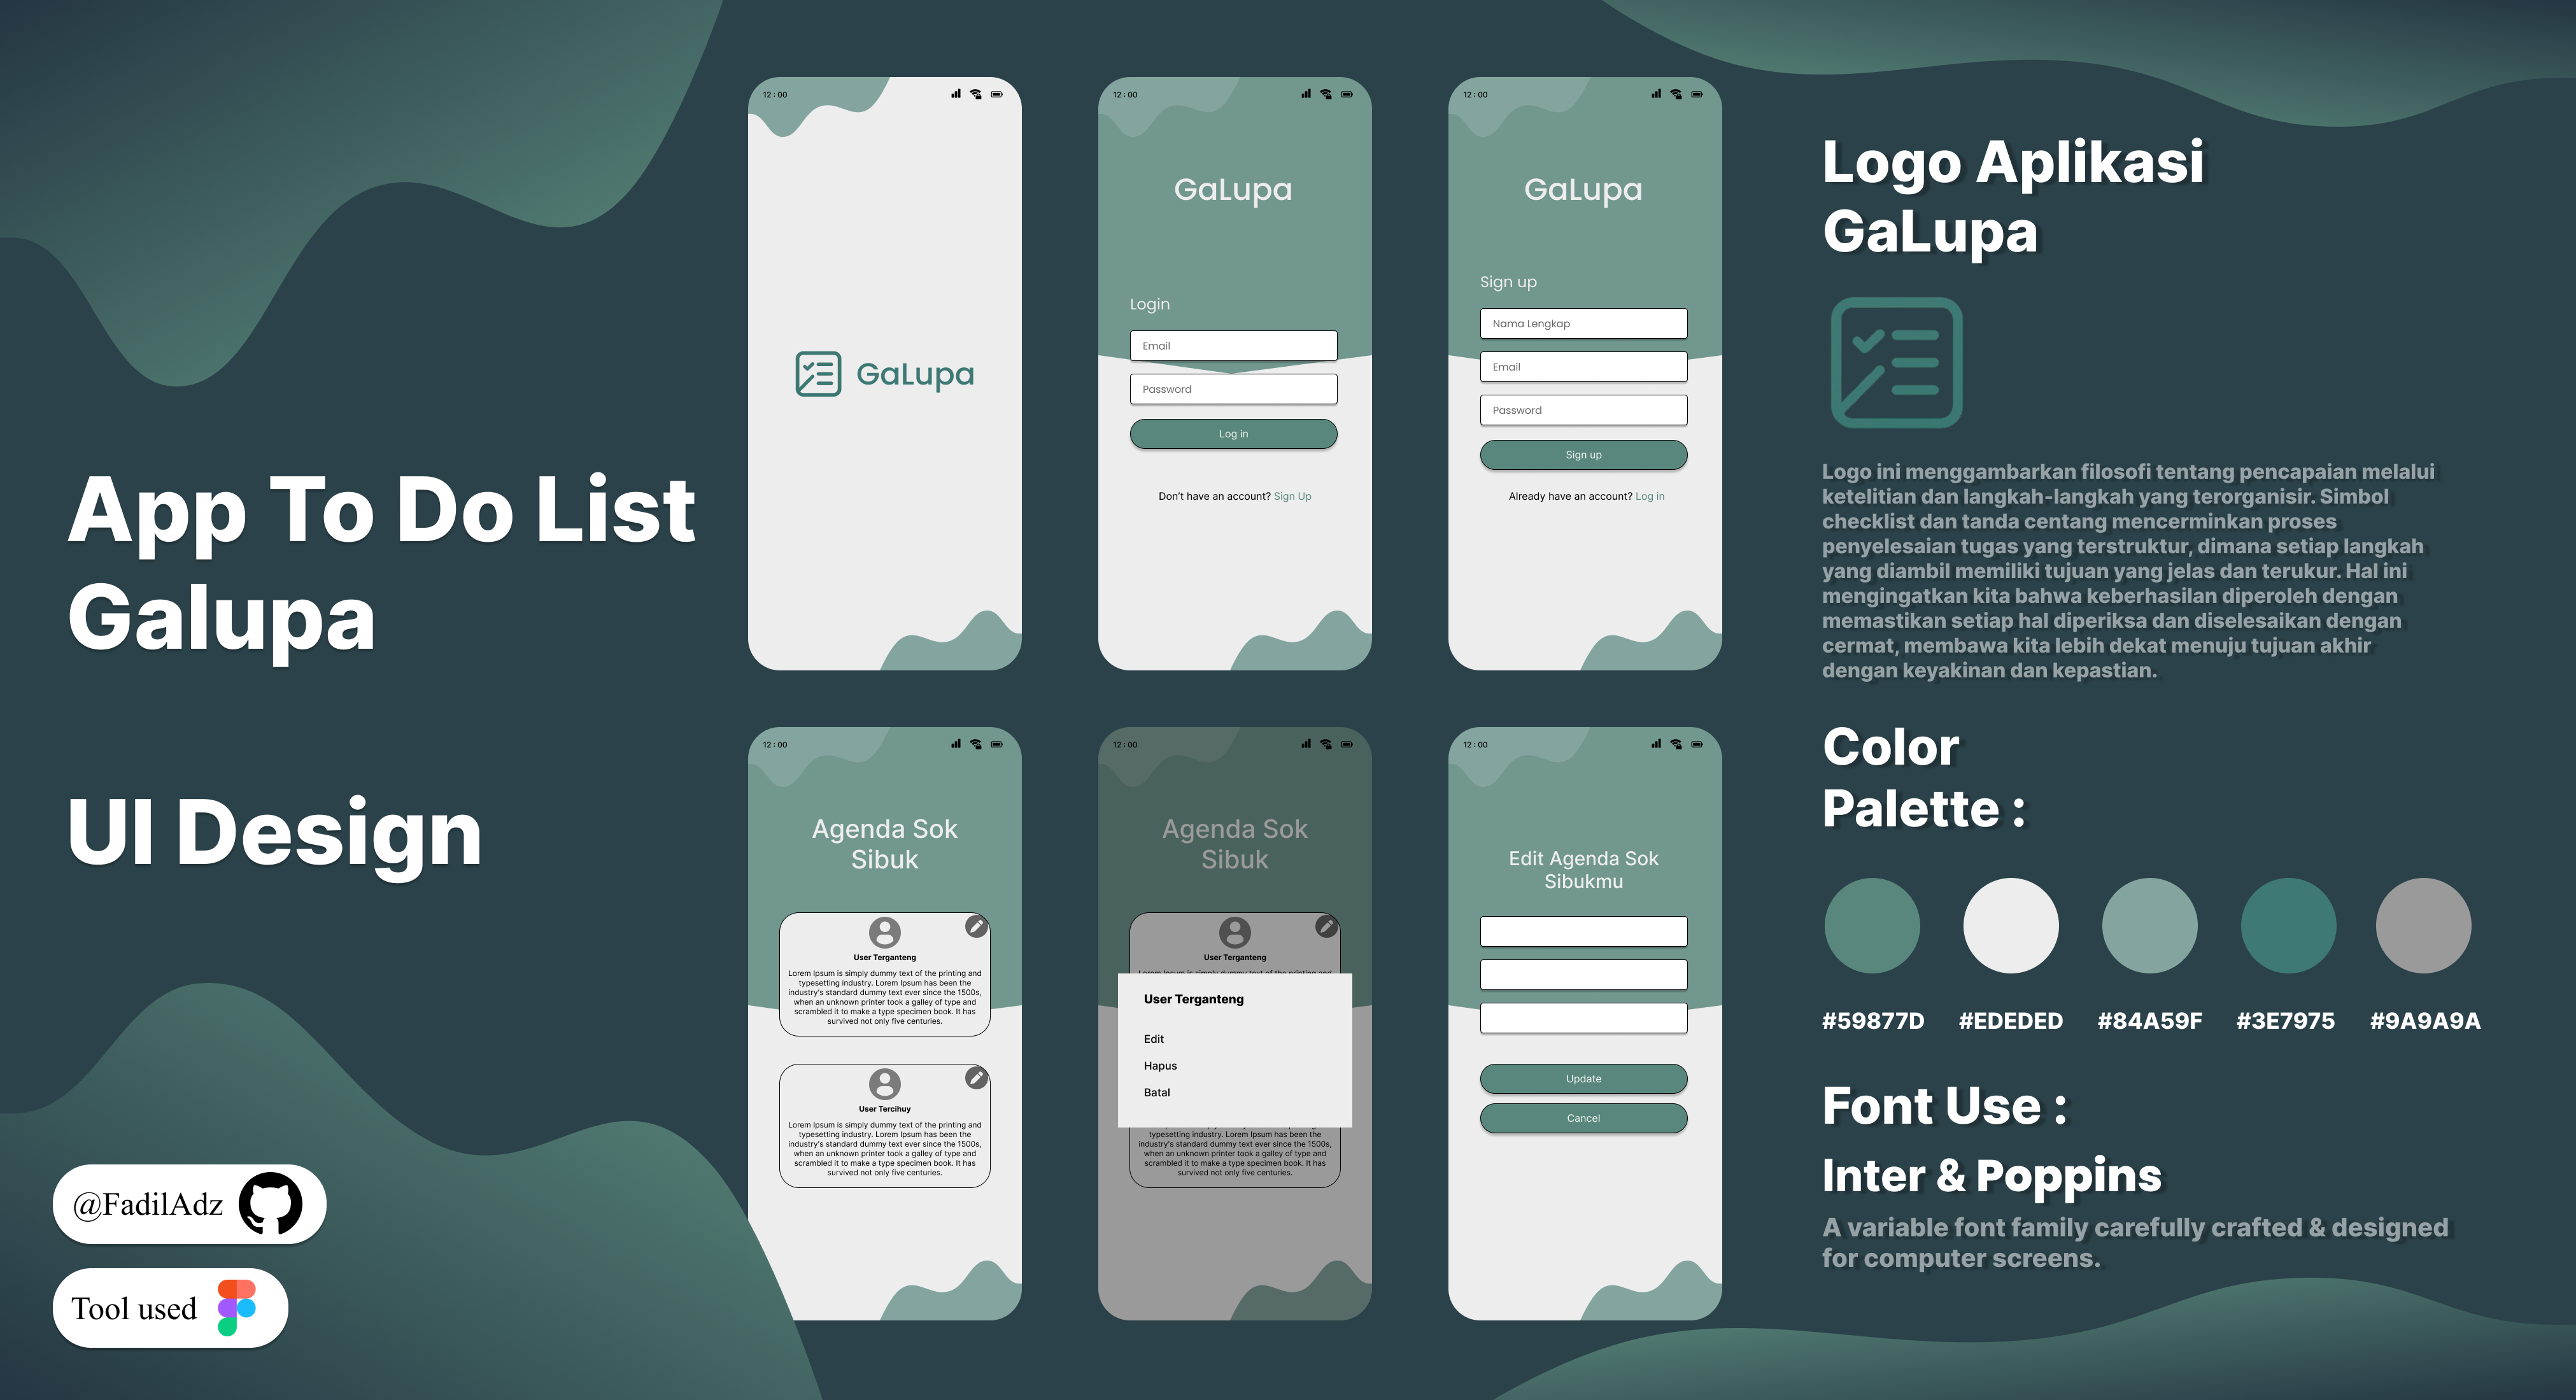 App To Do List
Galupa
UI Design
@FadilAdz
Tool used
12 : 00
GaLupa
12 : 00
GaLupa
Login
Email
Password
Log in
Don't have an account? Sign Up
12 : 00
GaLupa
Sign up
Nama Lengkap
Email
Password
Sign up
Already have an account? Log in
12 : 00
Agenda Sok
Sibuk
User Terganteng
Lorem Ipsum is simply dummy text of the printing and
typesetting industry. Lorem Ipsum has been the
industry's standard dummy text ever since the 1500s,
when an unknown printer took a galley of type and
scrambled it to make a type specimen book. It has
survived not only five centuries.
User Tercihuy
Lorem Ipsum is simply dummy text of the printing and
typesetting industry. Lorem Ipsum has been the
industry's standard dummy text ever since the 1500s,
when an unknown printer took a galley of type and
scrambled it to make a type specimen book. It has
survived not only five centuries.
12 : 00
Agenda Sok
Sibuk
User Terganteng
Lorem Ipsum is simply dummy text of the printing and
User Terganteng
Edit
Hapus
Batal
typesetting industry. Lorem Ipsum has been the
industry's standard dummy text ever since the 1500s,
when an unknown printer took a galley of type and
scrambled it to make a type specimen book. It has
survived not only five centuries.
12 : 00
Edit Agenda Sok
Sibukmu
Update
Cancel
Logo Aplikasi
GaLupa
Logo ini menggambarkan filosofi tentang pencapaian melalui
ketelitian dan langkah-langkah yang terorganisir. Simbol
checklist dan tanda centang mencerminkan proses
penyelesaian tugas yang terstruktur, dimana setiap langkah
yang diambil memiliki tujuan yang jelas dan terukur. Hal ini
mengingatkan kita bahwa keberhasilan diperoleh dengan
memastikan setiap hal diperiksa dan diselesaikan dengan
cermat, membawa kita lebih dekat menuju tujuan akhir
dengan keyakinan dan kepastian.
Color
Palette :
#59877D #EDEDED #84A59F #3E7975 #9A9A9A
Font Use :
Inter & Poppins
A variable font family carefully crafted & designed
for computer screens.